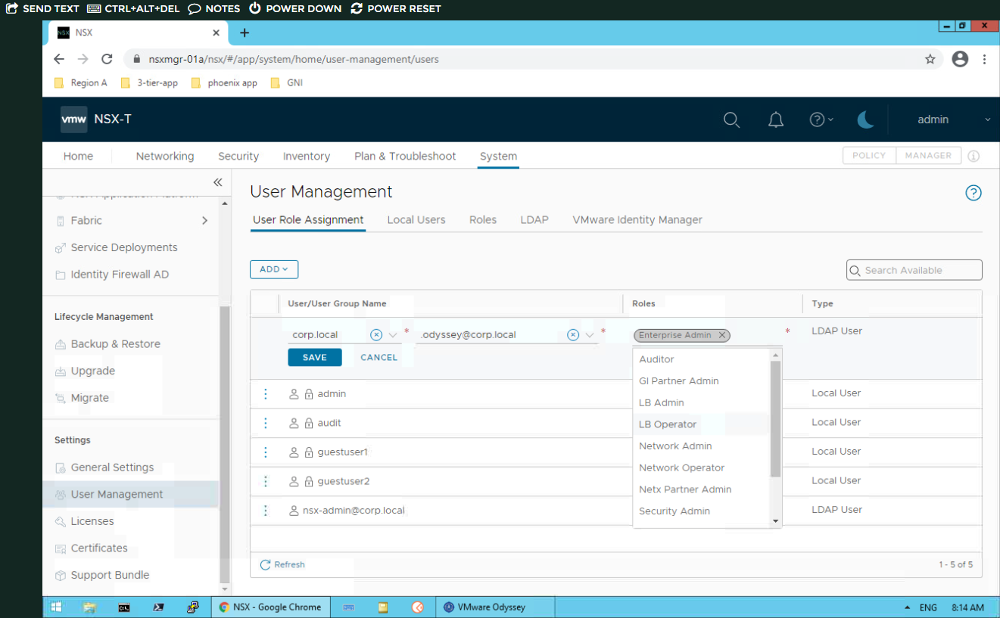 SEND TEXT CTRL+ALT+DEL NOTES POWER DOWN POWER RESET
NSX NSX
nsxmgr-01a/nsx/#/app/system/home/user-management/users
Region A 3-tier-app phoenix app GNI
vmw NSX-T admin
Home Networking Security Inventory Plan & Troubleshoot System POLICY MANAGER
User Management
User Role Assignment Local Users Roles LDAP VMware Identity Manager
Fabric
Service Deployments
Identity Firewall AD
Lifecycle Management
Backup & Restore
Upgrade
Migrate
Settings
General Settings
User Management
Licenses
Certificates
Support Bundle
ADD
Search Available
User/User Group Name Roles Type
corp.local * .odyssey@corp.local * Enterprise Admin * LDAP User
SAVE CANCEL
Auditor
GI Partner Admin
LB Admin
LB Operator
Network Admin
Network Operator
Netx Partner Admin
Security Admin
admin Local User
audit Local User
guestuser1 Local User
guestuser2 Local User
nsx-admin@corp.local LDAP User
Refresh 1 - 5 of 5
NSX - Google Chrome VMware Odyssey ENG 8:14 AM